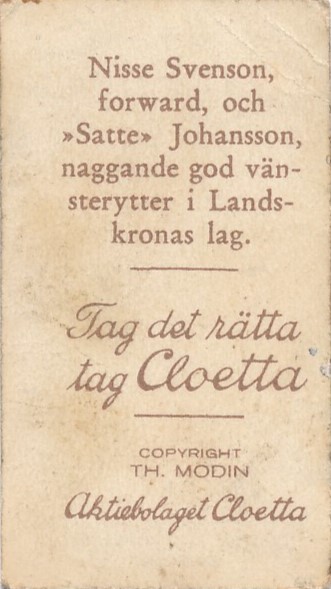 Nisse Svenson,
forward, och
»Satte» Johansson,
naggande god vän-
sterytter i Lands-
kronas lag.
Tag det rätta
tag Cloetta
COPYRIGHT
TH. MODIN
Aktiebolaget Cloetta